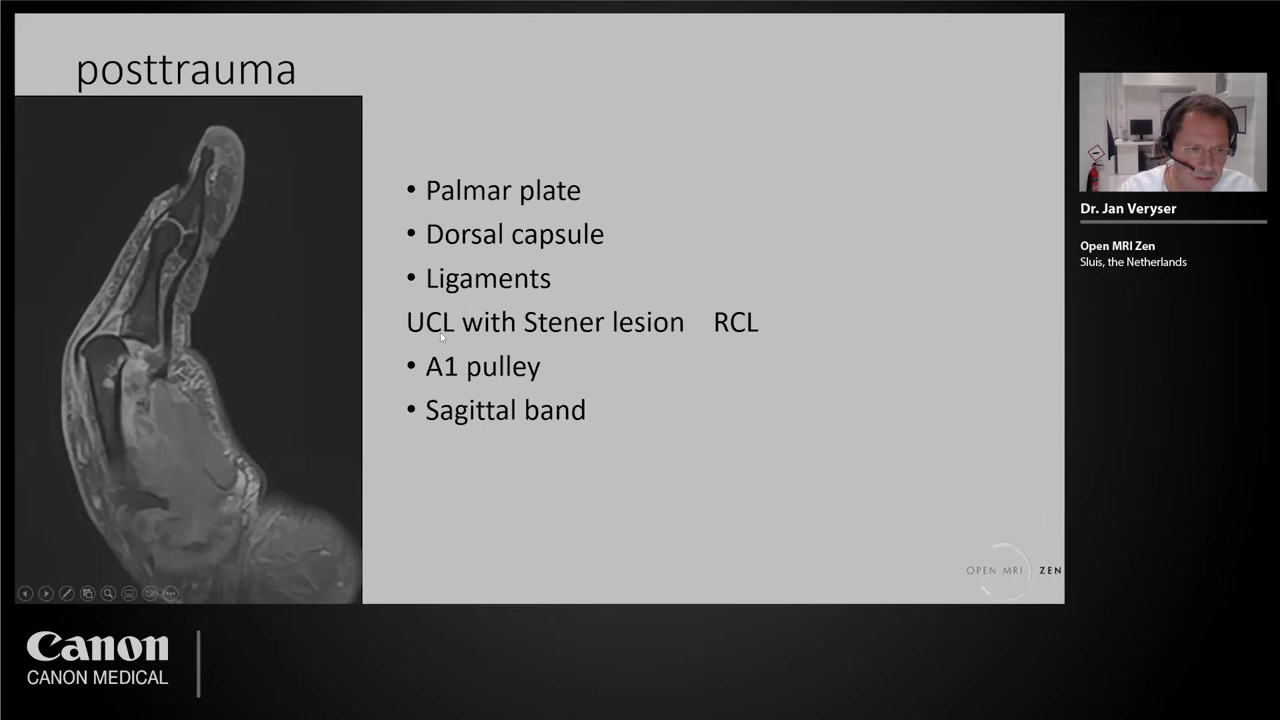 posttrauma
• Palmar plate
• Dorsal capsule
• Ligaments
UCL with Stener lesion RCL
• A1 pulley
• Sagittal band
OPEN MRI ZEN
Dr. Jan Veryser
Open MRI Zen
Sluis, the Netherlands
Canon
CANON MEDICAL